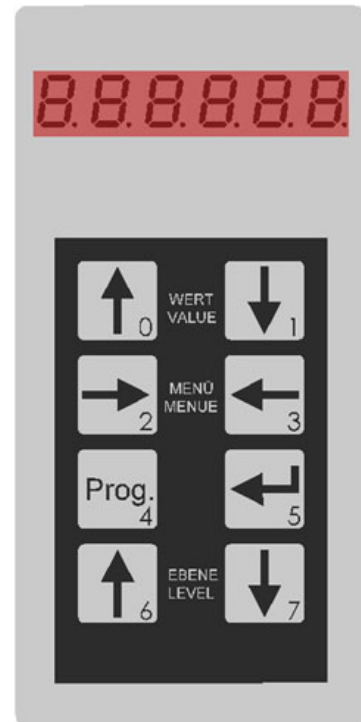 8.8.8.8.8.8.
0 WERT VALUE 1
2 MENÜ MENUE 3
Prog. 4 5
6 EBENE LEVEL 7